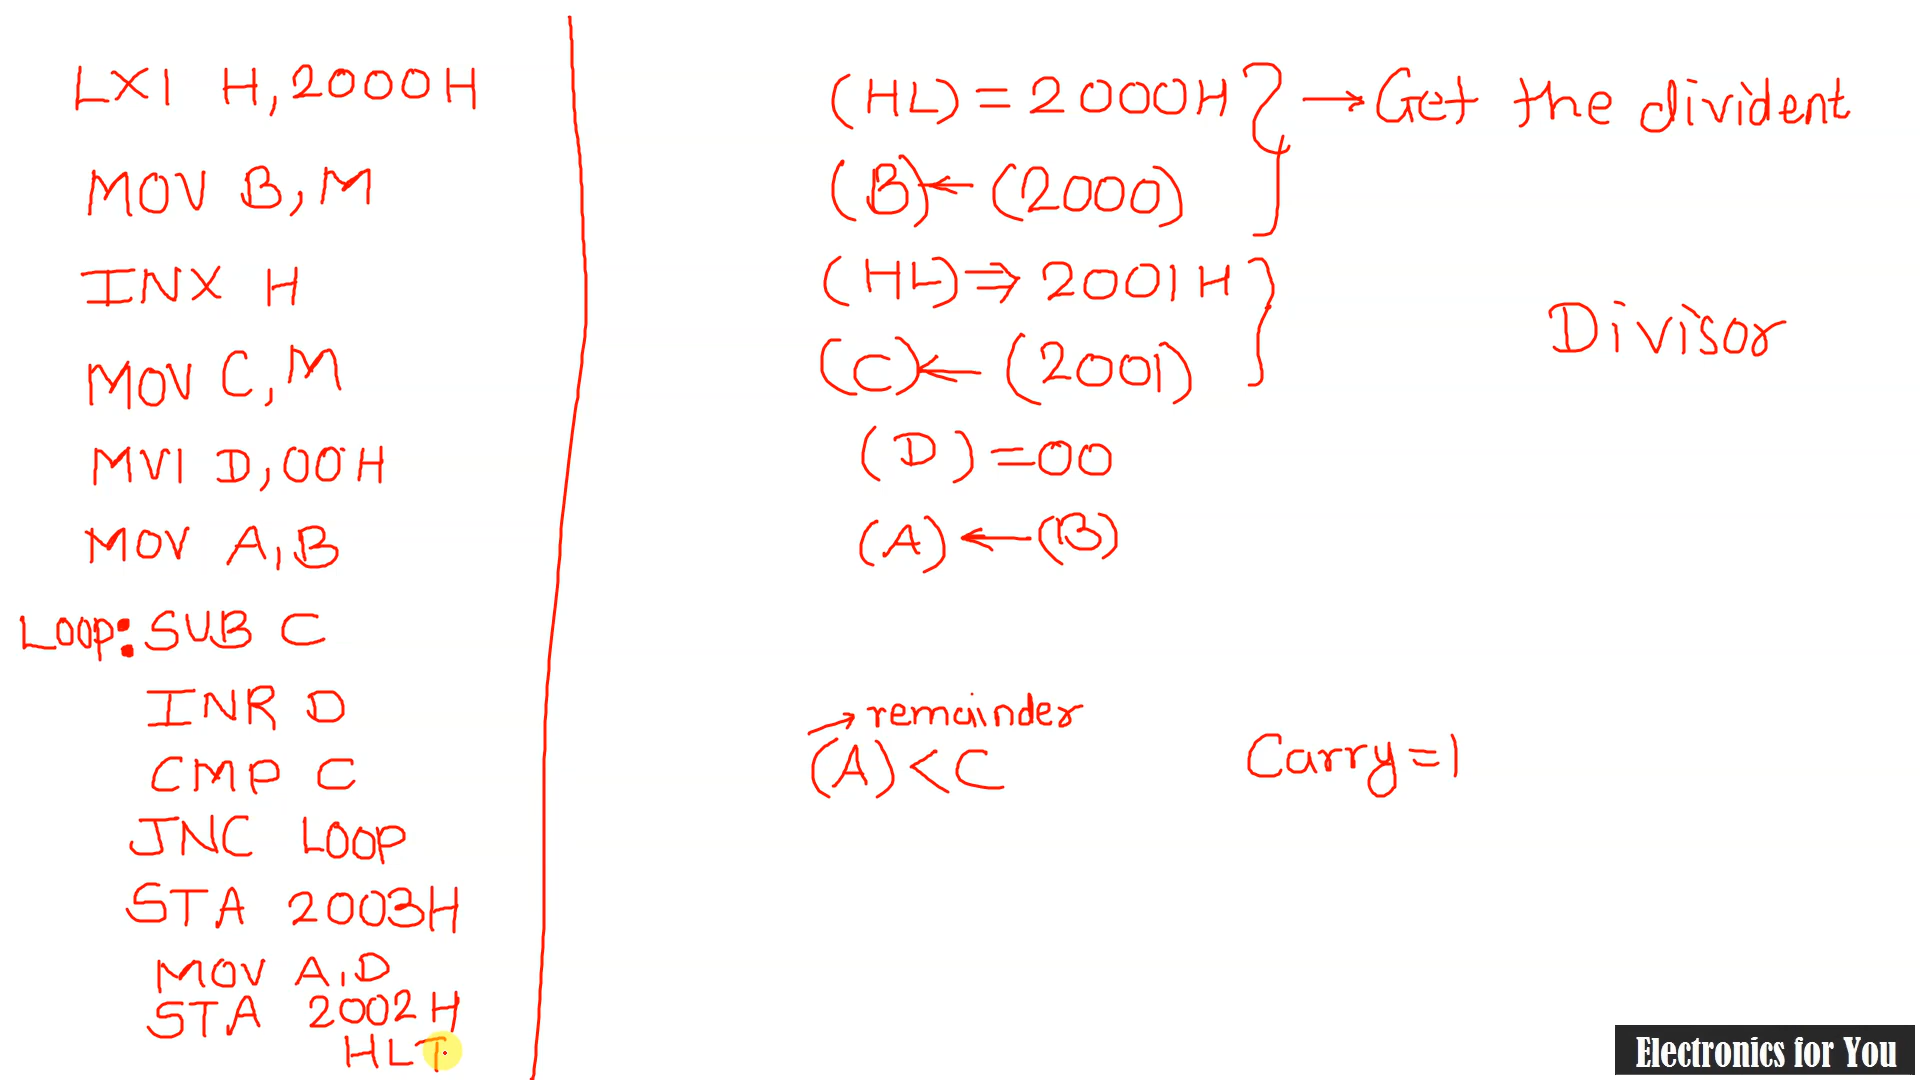 LXI H,2000H
MOV B,M
INX H
MOV C,M
MVI D,00H
MOV A,B
LOOP: SUB C
INR D
CMP C
JNC LOOP
STA 2003H
MOV A,D
STA 2002H
HLT
(HL) = 2000H } → Get the divident
(B) ← (2000)
(HL) ⇒ 2001H
(C) ← (2001)
Divisor
(D) = 00
(A) ← (B)
→ remainder
(A) < C
Carry = 1
Electronics for You